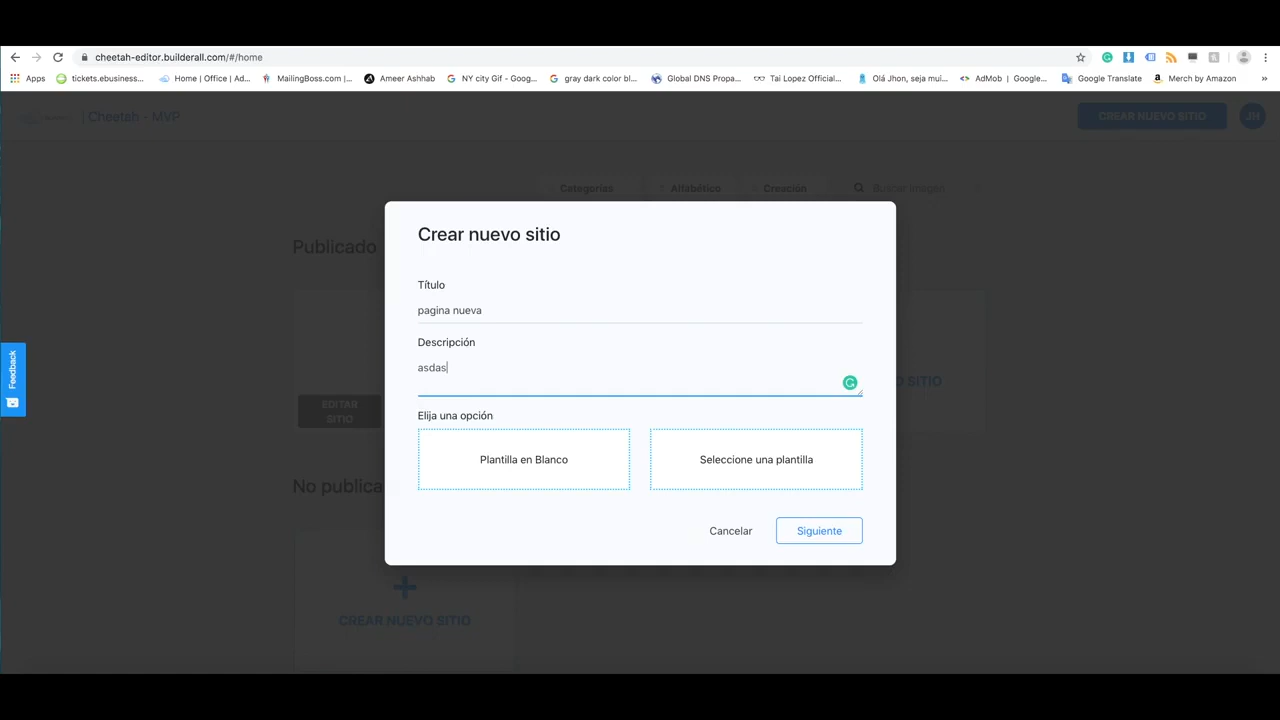 cheetah-editor.builderall.com/#/home
Apps tickets.ebusiness... Home | Office | Ad... MailingBoss.com |... Ameer Ashhab NY city Gif - Goog... gray dark color bl... Global DNS Propa... Tai Lopez Official... Olá Jhon, seja mui... AdMob | Google... Google Translate Merch by Amazon »
| Cheetah - MVP
CREAR NUEVO SITIO
JH
Categorías Alfabético Creación Buscar imagen
Publicado
Crear nuevo sitio
Título
pagina nueva
Descripción
asdas
Elija una opción
Plantilla en Blanco
Seleccione una plantilla
Cancelar
Siguiente
Feedback
EDITAR
SITIO
O SITIO
No publica
CREAR NUEVO SITIO